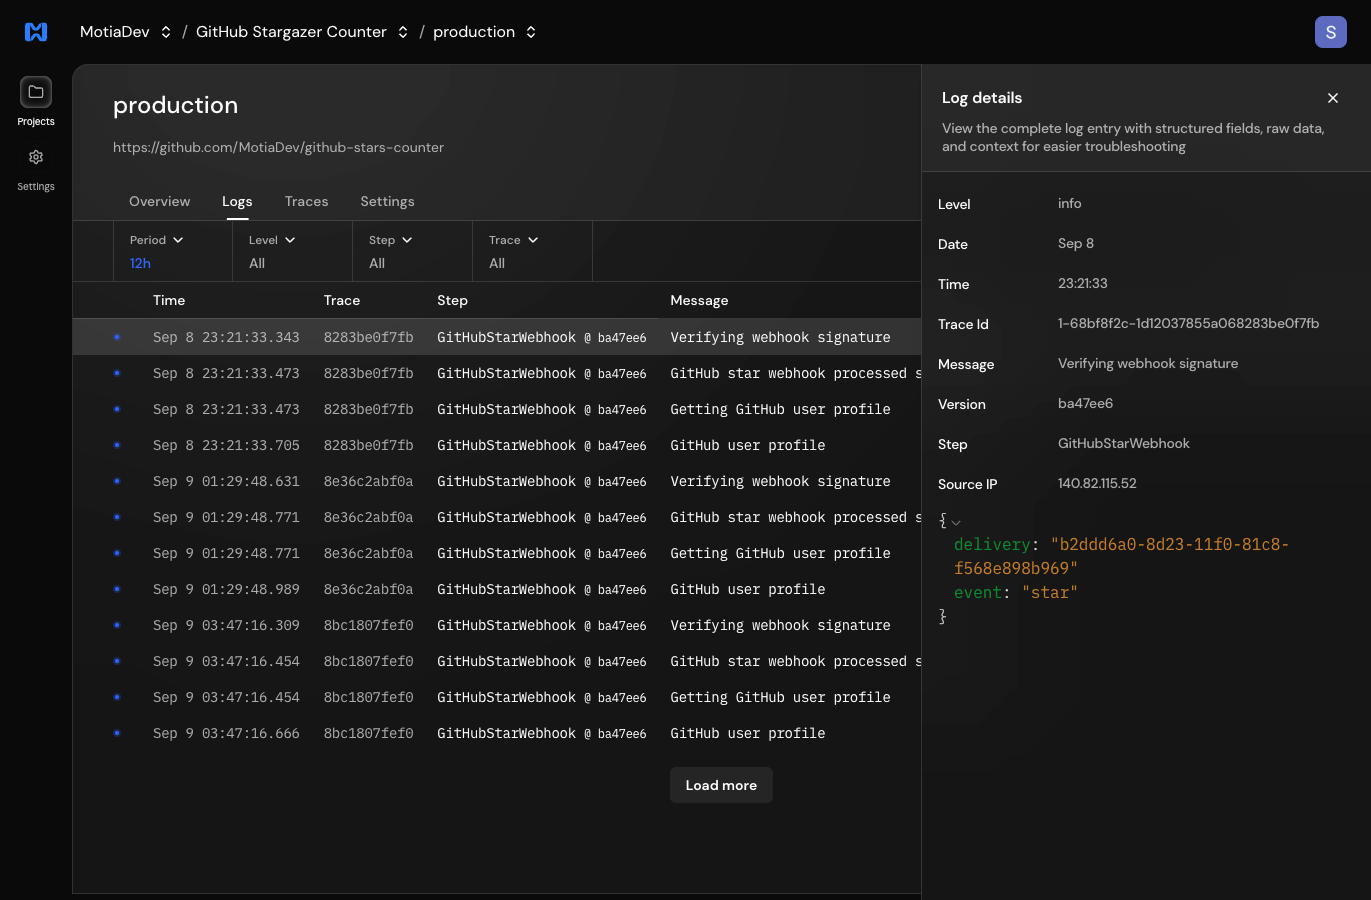 MotiaDev / GitHub Stargazer Counter / production
S
Projects
Settings
production
https://github.com/MotiaDev/github-stars-counter
Overview Logs Traces Settings
Period Level Step Trace
12h All All All
Time Trace Step Message
Sep 8 23:21:33.343 8283be0f7fb GitHubStarWebhook @ ba47ee6 Verifying webhook signature
Sep 8 23:21:33.473 8283be0f7fb GitHubStarWebhook @ ba47ee6 GitHub star webhook processed s
Sep 8 23:21:33.473 8283be0f7fb GitHubStarWebhook @ ba47ee6 Getting GitHub user profile
Sep 8 23:21:33.705 8283be0f7fb GitHubStarWebhook @ ba47ee6 GitHub user profile
Sep 9 01:29:48.631 8e36c2abf0a GitHubStarWebhook @ ba47ee6 Verifying webhook signature
Sep 9 01:29:48.771 8e36c2abf0a GitHubStarWebhook @ ba47ee6 GitHub star webhook processed s
Sep 9 01:29:48.771 8e36c2abf0a GitHubStarWebhook @ ba47ee6 Getting GitHub user profile
Sep 9 01:29:48.989 8e36c2abf0a GitHubStarWebhook @ ba47ee6 GitHub user profile
Sep 9 03:47:16.309 8bc1807fef0 GitHubStarWebhook @ ba47ee6 Verifying webhook signature
Sep 9 03:47:16.454 8bc1807fef0 GitHubStarWebhook @ ba47ee6 GitHub star webhook processed s
Sep 9 03:47:16.454 8bc1807fef0 GitHubStarWebhook @ ba47ee6 Getting GitHub user profile
Sep 9 03:47:16.666 8bc1807fef0 GitHubStarWebhook @ ba47ee6 GitHub user profile
Load more
Log details
View the complete log entry with structured fields, raw data,
and context for easier troubleshooting
Level info
Date Sep 8
Time 23:21:33
Trace Id 1-68bf8f2c-1d12037855a068283be0f7fb
Message Verifying webhook signature
Version ba47ee6
Step GitHubStarWebhook
Source IP 140.82.115.52
{
delivery: "b2ddd6a0-8d23-11f0-81c8-
f568e898b969"
event: "star"
}